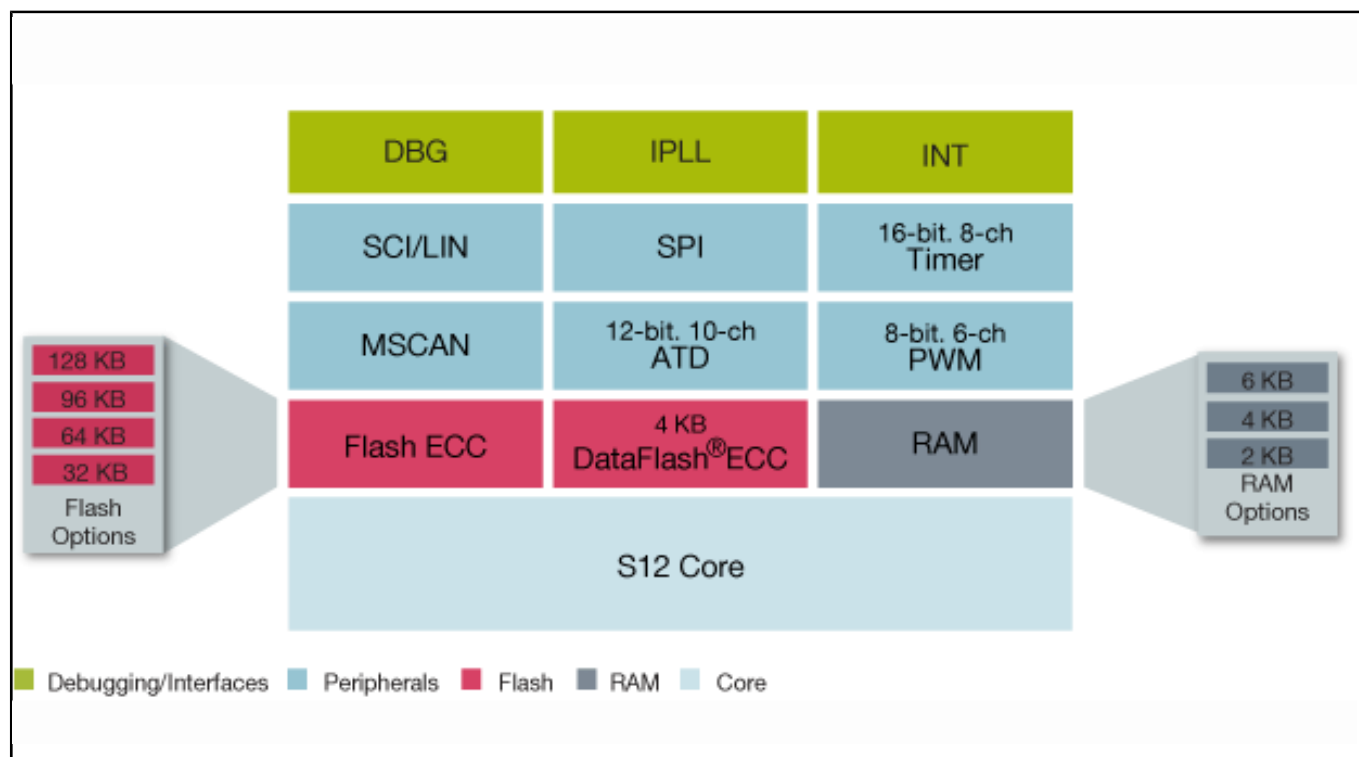 DBG
IPLL
INT
SCI/LIN
SPI
16-bit. 8-ch
Timer
MSCAN
12-bit. 10-ch
ATD
8-bit. 6-ch
PWM
128 KB
96 KB
64 KB
32 KB
Flash
Options
Flash ECC
4 KB
DataFlash®ECC
RAM
6 KB
4 KB
2 KB
RAM
Options
S12 Core
Debugging/Interfaces
Peripherals
Flash
RAM
Core